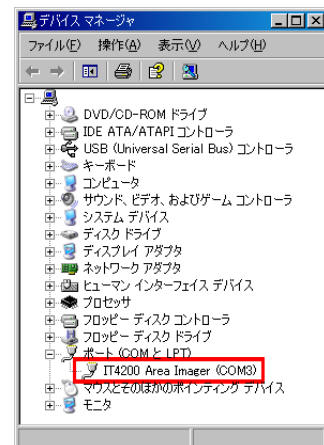 デバイス マネージャ
ファイル(F) 操作(A) 表示(V) ヘルプ(H)
DVD/CD-ROM ドライブ
IDE ATA/ATAPI コントローラ
USB (Universal Serial Bus) コントローラ
キーボード
コンピュータ
サウンド、ビデオ、およびゲーム コントローラ
システム デバイス
ディスク ドライブ
ディスプレイ アダプタ
ネットワーク アダプタ
ヒューマン インターフェイス デバイス
プロセッサ
フロッピー ディスク コントローラ
フロッピー ディスク ドライブ
ポート (COM と LPT)
IT4200 Area Imager (COM3)
マウスとそのほかのポインティング デバイス
モニタ